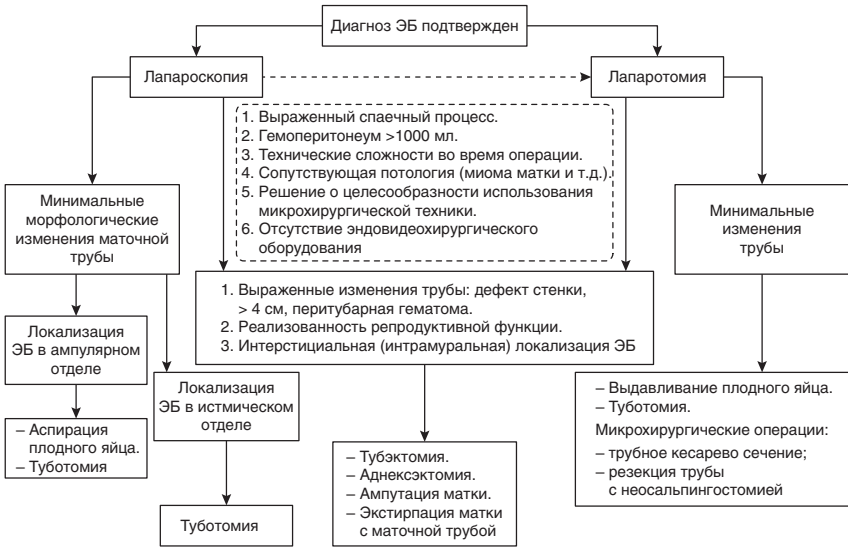 Диагноз ЭБ подтвержден
Лапароскопия
Лапаротомия
1. Выраженный спаечный процесс.
2. Гемоперитонеум >1000 мл.
3. Технические сложности во время операции.
4. Сопутствующая потология (миома матки и т.д.).
5. Решение о целесообразности использования
микрохирургической техники.
6. Отсутствие эндовидеохирургического
оборудования
Минимальные
морфологические
изменения маточной
трубы
Минимальные
изменения
трубы
1. Выраженные изменения трубы: дефект стенки,
> 4 см, перитубарная гематома.
2. Реализованность репродуктивной функции.
3. Интерстициальная (интрамуральная) локализация ЭБ
Локализация
ЭБ в ампулярном
отделе
Локализация
ЭБ в истмическом
отделе
– Аспирация
плодного яйца.
– Туботомия
Туботомия
– Тубэктомия.
– Аднексэктомия.
– Ампутация матки.
– Экстирпация матки
с маточной трубой
– Выдавливание плодного яйца.
– Туботомия.
Микрохирургические операции:
– трубное кесарево сечение;
– резекция трубы
с неосальпингостомией